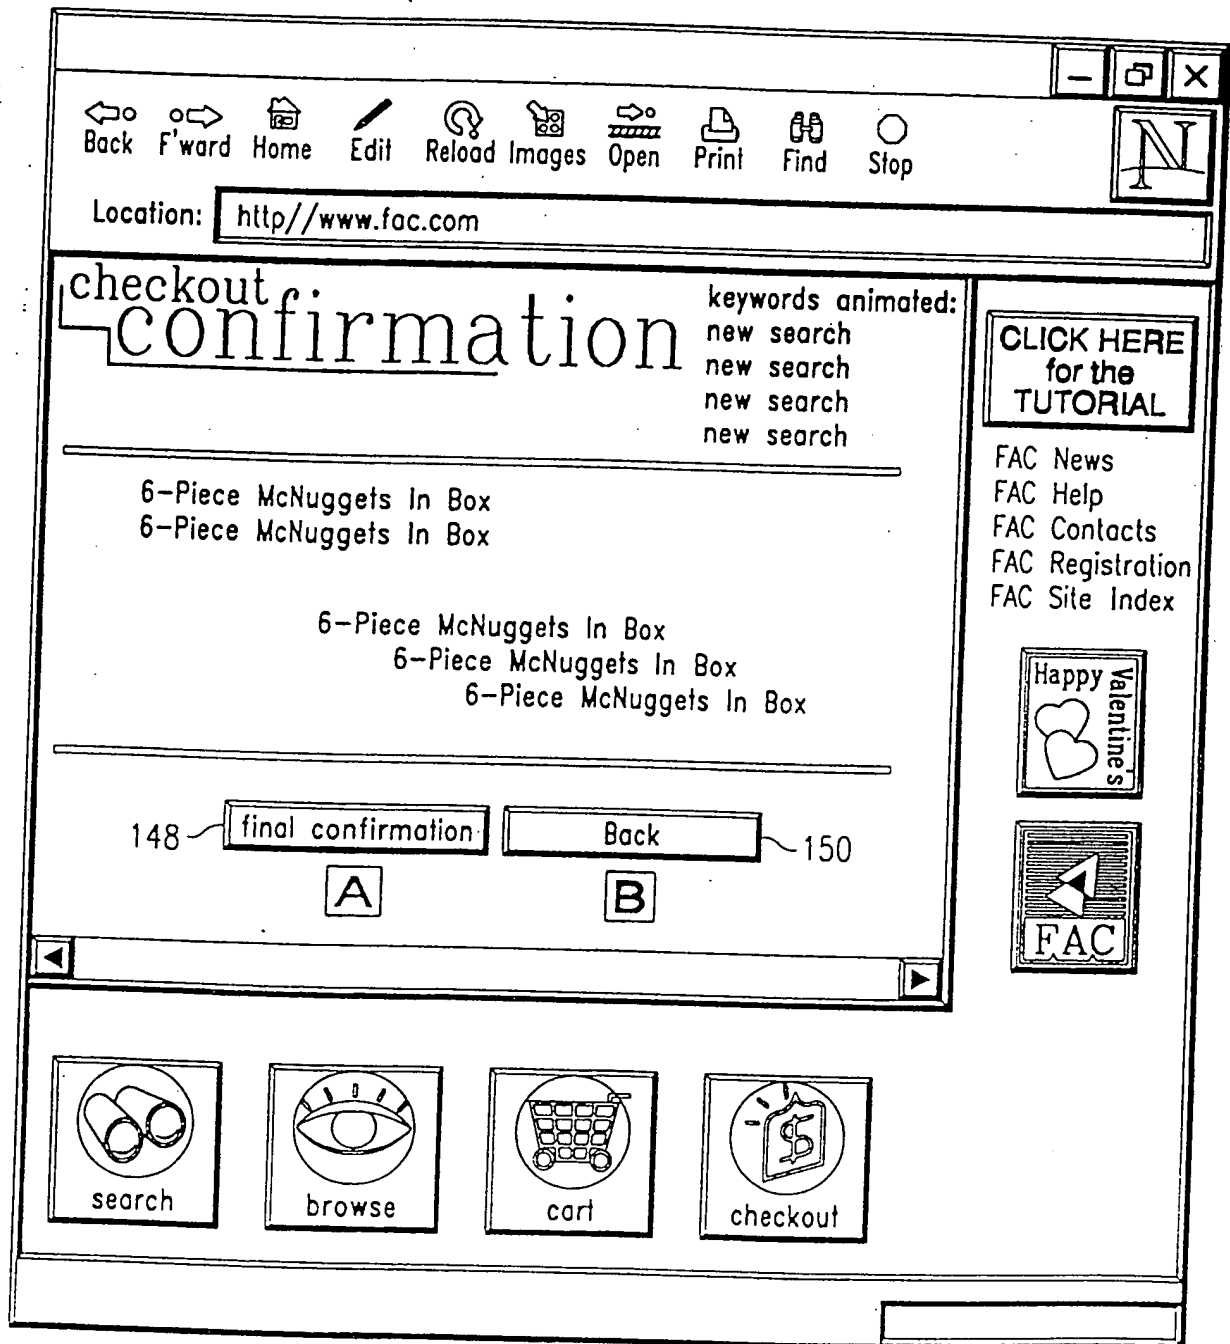 Back F'ward Home Edit Reload Images Open Print Find Stop
N
Location: http//www.fac.com
checkout
confirmation
keywords animated:
new search
new search
new search
new search
CLICK HERE
for the
TUTORIAL
FAC News
FAC Help
FAC Contacts
FAC Registration
FAC Site Index
6-Piece McNuggets In Box
6-Piece McNuggets In Box
6-Piece McNuggets In Box
6-Piece McNuggets In Box
6-Piece McNuggets In Box
Happy Valentine's
148 final confirmation Back 150
A B
FAC
search browse cart checkout
$